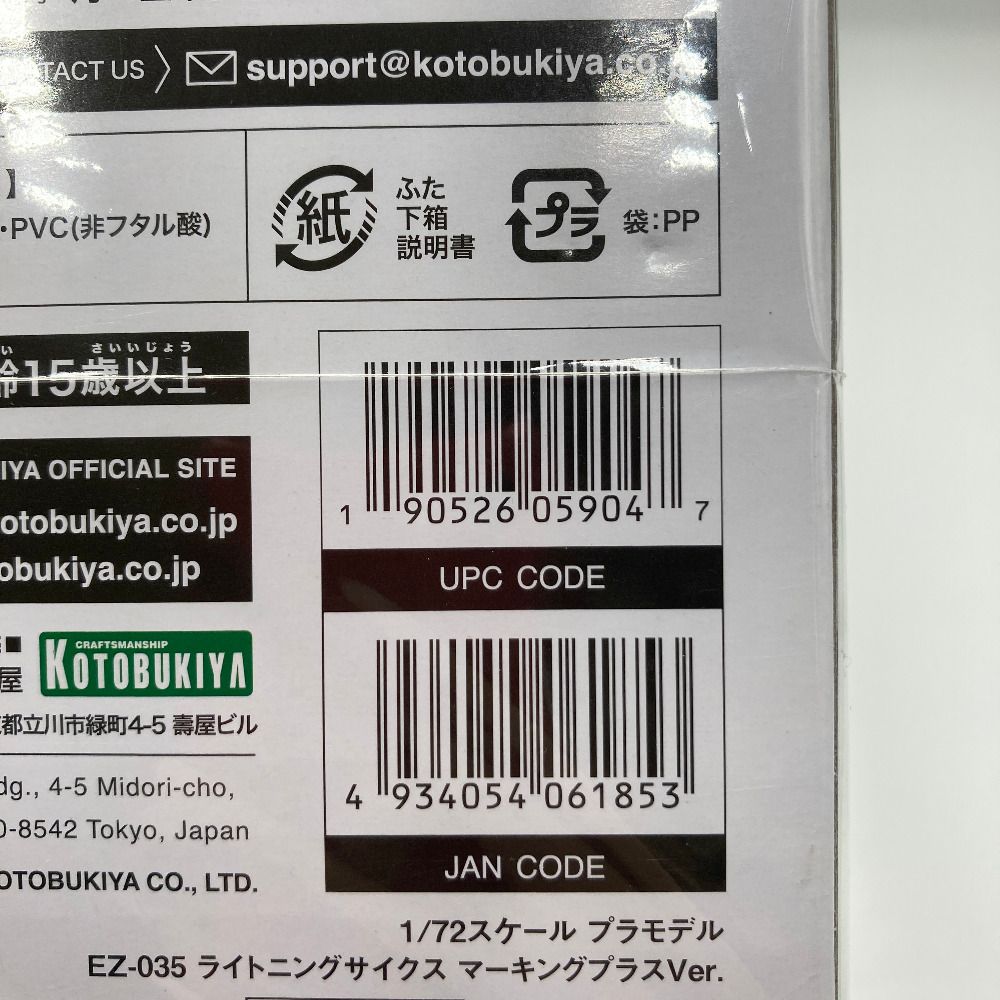 TACT US
support@kotobukiya.co.jp
】
・PVC(非フタル酸)
紙
ふた
下箱
説明書
プラ
袋:PP
い さいいじょう
齢15歳以上
IYA OFFICIAL SITE
otobukiya.co.jp
obukiya.co.jp
1 90526 05904 7
UPC CODE
屋
CRAFTSMANSHIP
KOTOBUKIYA
都立川市緑町4-5 壽屋ビル
dg., 4-5 Midori-cho,
0-8542 Tokyo, Japan
OTOBUKIYA CO., LTD.
4 934054 061853
JAN CODE
1/72スケール プラモデル
EZ-035 ライトニングサイクス マーキングプラスVer.